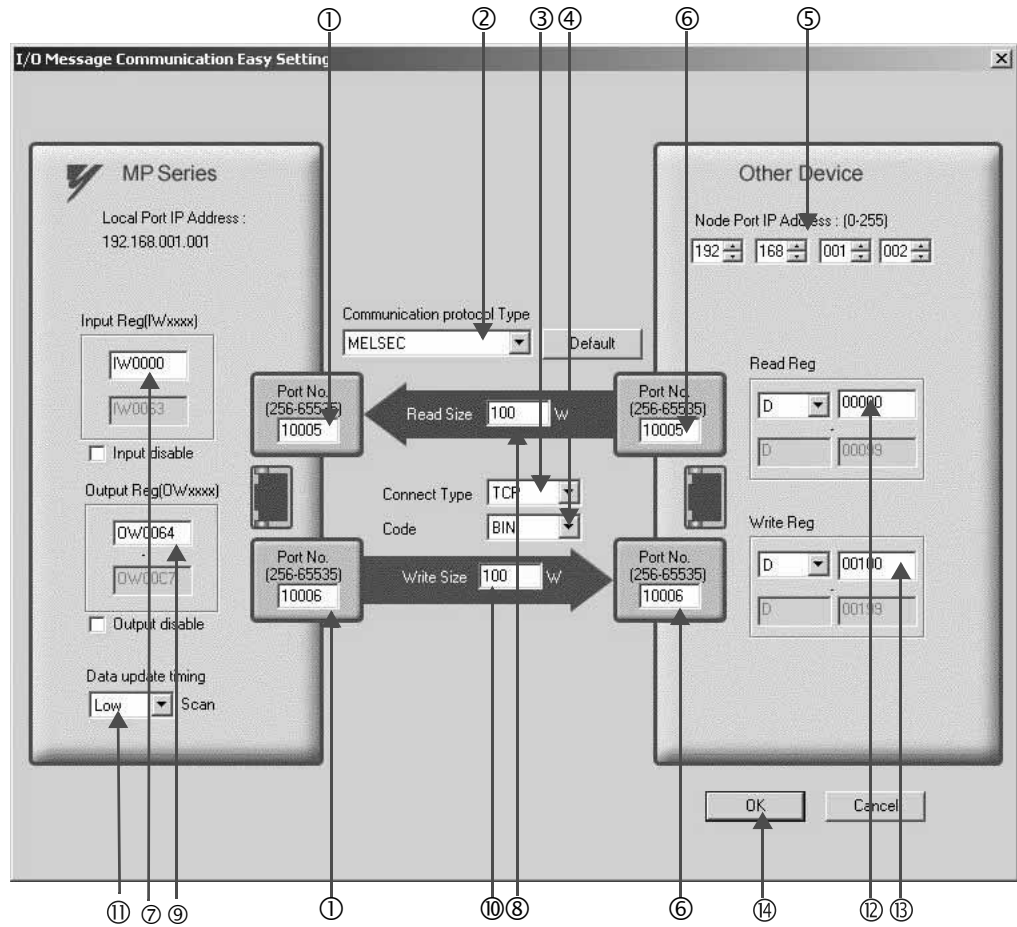 ① ② ③ ④ ⑥ ⑤
I/O Message Communication Easy Setting
MP Series
Local Port IP Address :
192.168.001.001
Other Device
Node Port IP Address : (0-255)
192 168 001 002
Input Reg(IWxxxx)
IW0000
IW0063
Input disable
Output Reg(OWxxxx)
OW0064
-
OW00C7
Output disable
Data update timing
Low Scan
Communication protocol Type
MELSEC Default
Port No.
(256-65535)
10005
Read Size 100 W
Port No.
(256-65535)
10005
Connect Type TCP
Code BIN
Port No.
(256-65535)
10006
Write Size 100 W
Port No.
(256-65535)
10006
Read Reg
D 00000
-
D 00099
Write Reg
D 00100
-
D 00199
OK Cancel
⑪ ⑦ ⑨ ① ⑩ ⑧ ⑥ ⑭ ⑫ ⑬